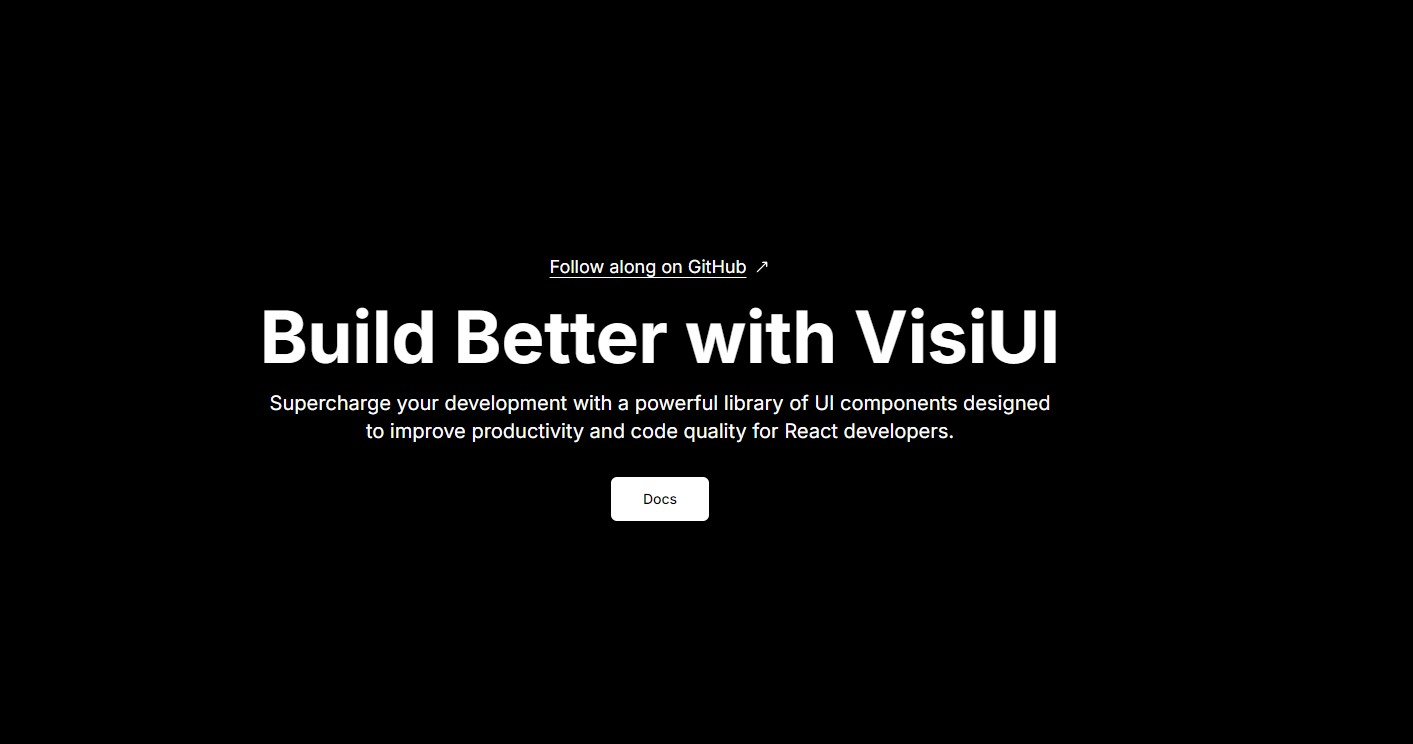 Follow along on GitHub ↗
Build Better with VisiUI
Supercharge your development with a powerful library of UI components designed
to improve productivity and code quality for React developers.
Docs